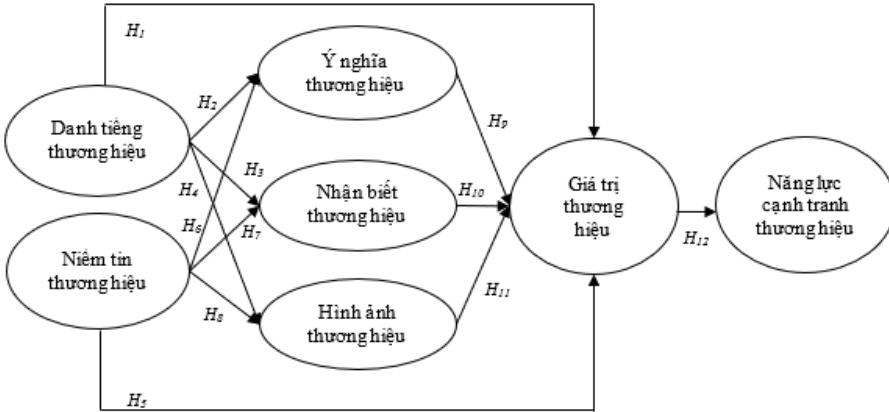 H1
Ý nghĩa
thương hiệu
H2
H9
Danh tiếng
thương hiệu
H3
H4
Nhận biết
thương hiệu
H10
Giá trị
thương
hiệu
Năng lực
cạnh tranh
thương hiệu
H6
H7
H12
Niềm tin
thương hiệu
H8
H11
Hình ảnh
thương hiệu
H5